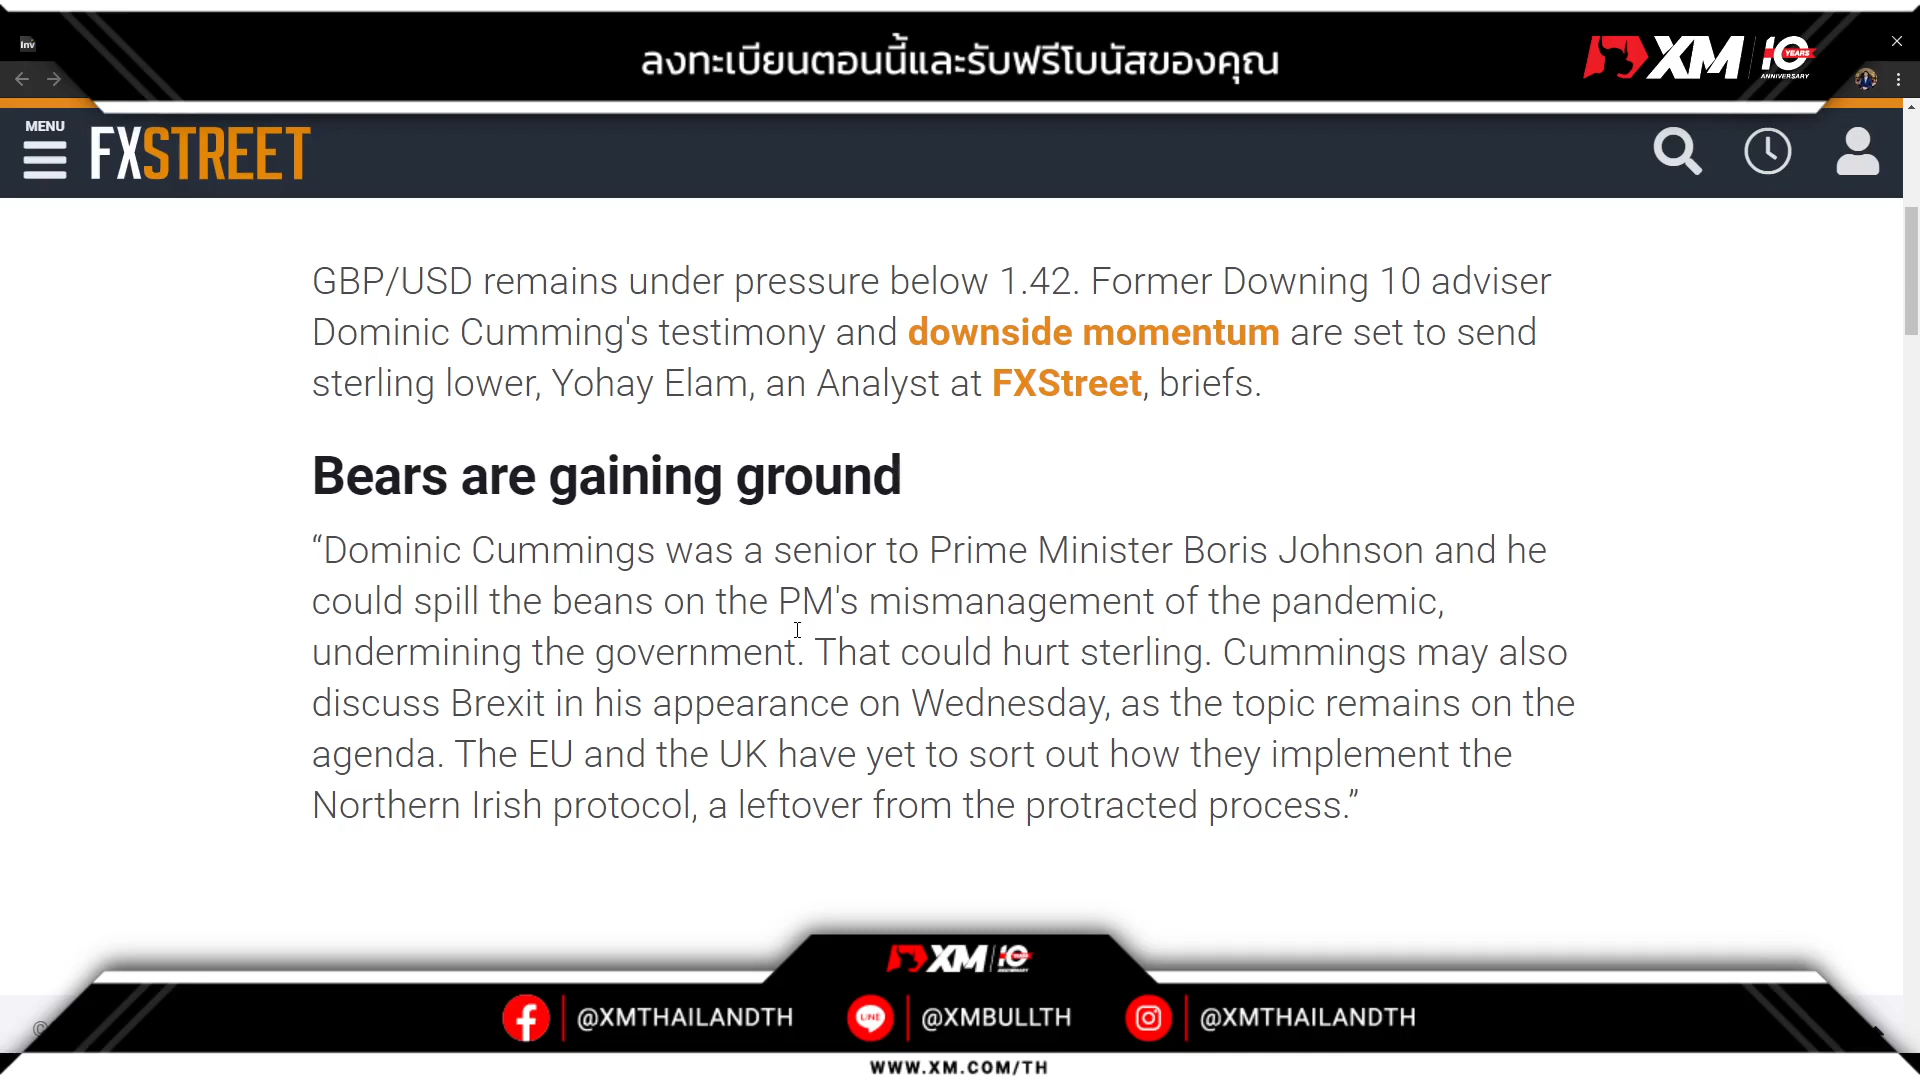 Inv
ลงทะเบียนตอนนี้และรับฟรีโบนัสของคุณ
XM 10 YEARS ANNIVERSARY
MENU
FXSTREET
GBP/USD remains under pressure below 1.42. Former Downing 10 adviser
Dominic Cumming's testimony and downside momentum are set to send
sterling lower, Yohay Elam, an Analyst at FXStreet, briefs.
Bears are gaining ground
“Dominic Cummings was a senior to Prime Minister Boris Johnson and he
could spill the beans on the PM's mismanagement of the pandemic,
undermining the government. That could hurt sterling. Cummings may also
discuss Brexit in his appearance on Wednesday, as the topic remains on the
agenda. The EU and the UK have yet to sort out how they implement the
Northern Irish protocol, a leftover from the protracted process.”
XM 10
©
@XMTHAILANDTH
LINE
@XMBULLTH
@XMTHAILANDTH
WWW.XM.COM/TH